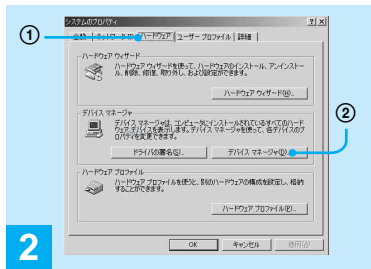 システムのプロパティ
① 全般 ネットワーク ID ハードウェア ユーザー プロファイル 詳細
ハードウェア ウィザード
ハードウェア ウィザードを使って、ハードウェアのインストール、アンインストー
ル、削除、修復、取り外し、および設定ができます。
ハードウェア ウィザード(H)...
デバイス マネージャ
②
デバイス マネージャは、コンピュータにインストールされているすべてのハード
ウェア デバイスを表示します。デバイス マネージャを使って、各デバイスのプ
ロパティを変更できます。
ドライバの署名(S)... デバイス マネージャ(D)...
ハードウェア プロファイル
ハードウェア プロファイルを使うと、別のハードウェアの構成を設定し、格納
することができます。
ハードウェア プロファイル(P)...
2
OK キャンセル 適用(A)